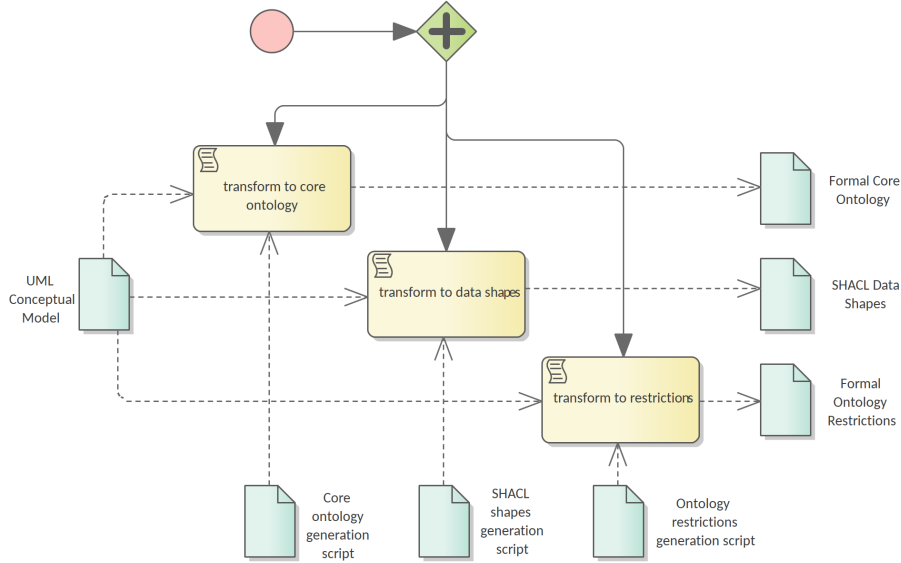 transform to core
ontology
Formal Core
Ontology
UML
Conceptual
Model
transform to data shapes
SHACL Data
Shapes
transform to restrictions
Formal
Ontology
Restrictions
Core
ontology
generation
script
SHACL
shapes
generation
script
Ontology
restrictions
generation script